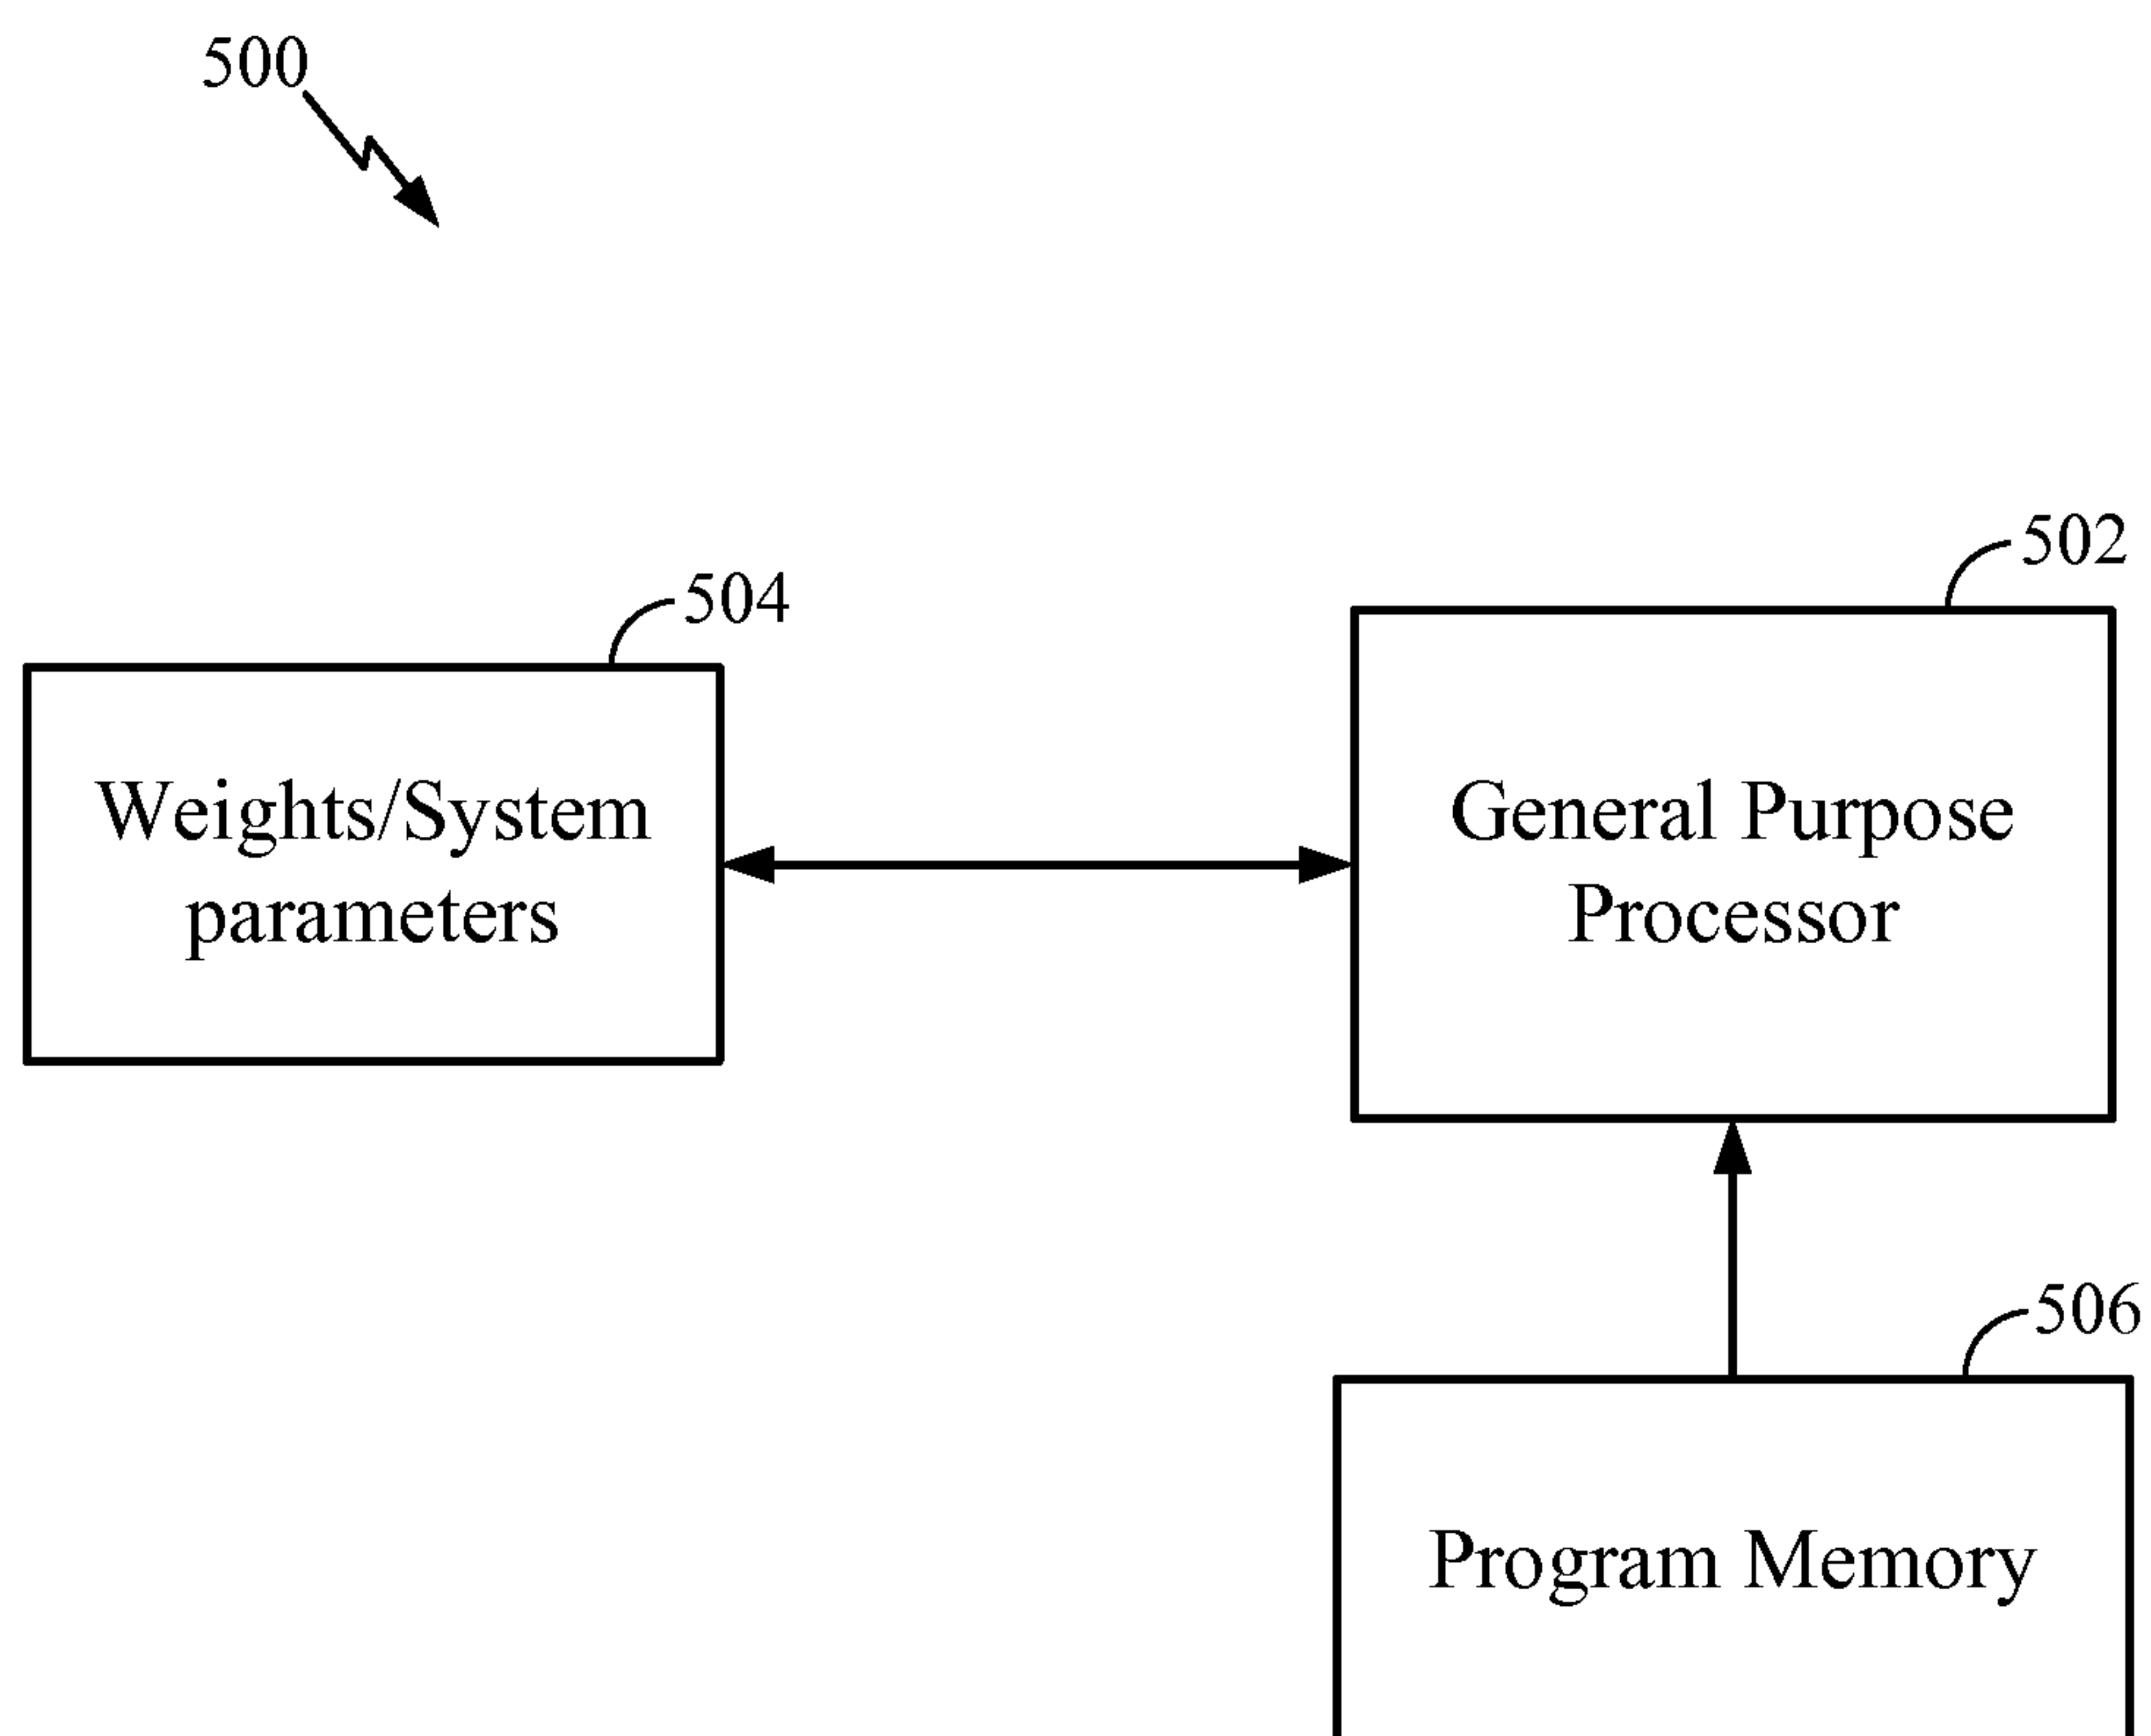 500
502
504
Weights/System
parameters
General Purpose
Processor
506
Program Memory